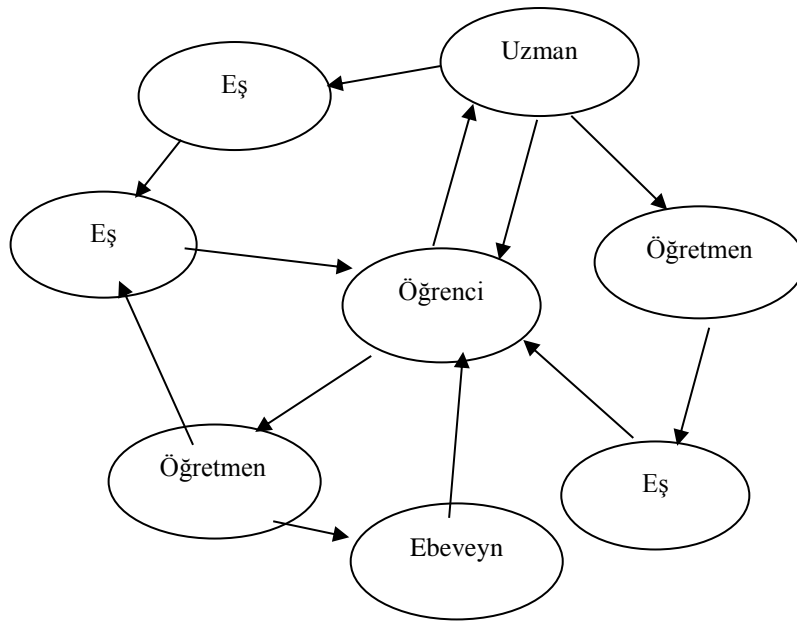 Uzman
Eş
Eş
Öğretmen
Öğrenci
Öğretmen
Eş
Ebeveyn